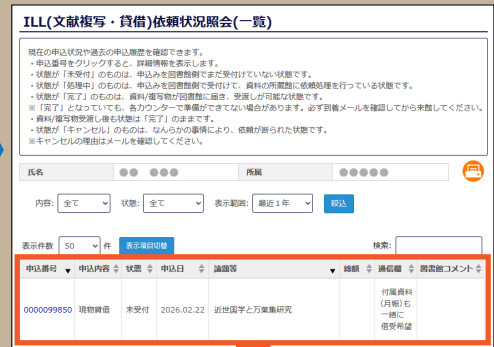 ILL(文献複写・貸借)依頼状況照会(一覧)
現在の申込状況や過去の申込履歴を確認できます。
・申込番号をクリックすると、詳細情報を表示します。
・状態が「未受付」のものは、申込みを図書館側でまだ受付けていない状態です。
・状態が「処理中」のものは、申込みを図書館側で受付けて、資料の所蔵館に依頼処理を行っている状態です。
・状態が「完了」のものは、資料/複写物が図書館に届き、受渡しが可能な状態です。
※「完了」となっていても、各カウンターで準備ができてない場合があります。必ず到着メールを確認してから来館してください。
・資料/複写物受渡し後も状態は「完了」のままです。
・状態が「キャンセル」のものは、なんらかの事情により、依頼が断られた状態です。
※キャンセルの理由はメールを確認してください。
氏名 所属
内容: 全て 状態: 全て 表示範囲: 最近1年 絞込
表示件数 50 件 表示項目切替 検索:
申込番号 ▼ 申込内容 状態 申込日 論題等 ▼ 総額 通信欄 図書館コメント
0000099850 現物貸借 未受付 2026.02.22 近世国学と万葉集研究 付属資料
(月報)も
一緒に
借受希望